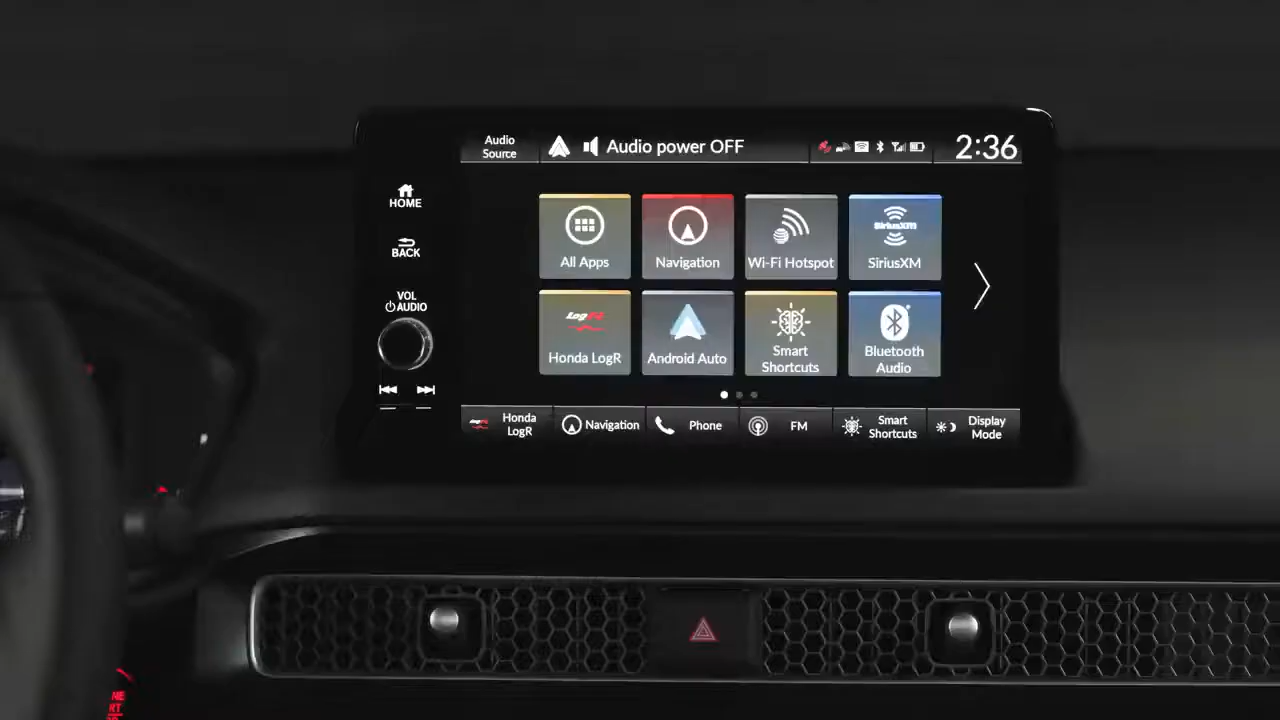 Audio
Source
Audio power OFF
2:36
HOME
BACK
VOL
AUDIO
All Apps
Navigation
Wi-Fi Hotspot
SiriusXM
SiriusXM
Honda LogR
Android Auto
Smart
Shortcuts
Bluetooth
Audio
Honda
LogR
Navigation
Phone
FM
Smart
Shortcuts
Display
Mode